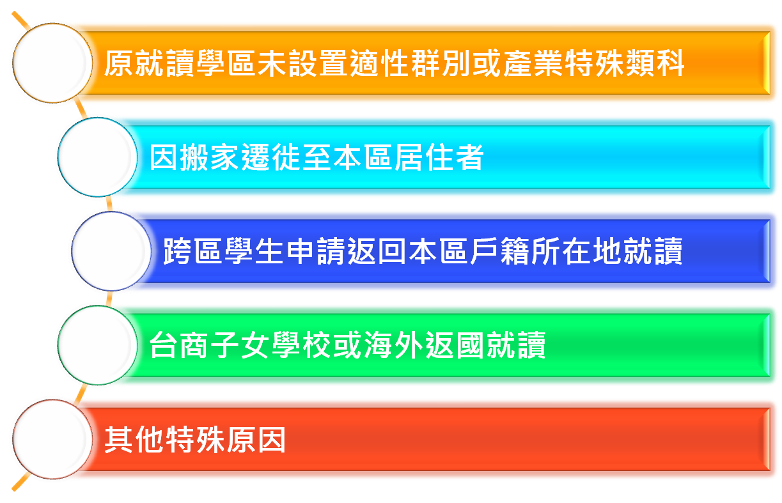 原就讀學區未設置適性群別或產業特殊類科
因搬家遷徙至本區居住者
跨區學生申請返回本區戶籍所在地就讀
台商子女學校或海外返國就讀
其他特殊原因